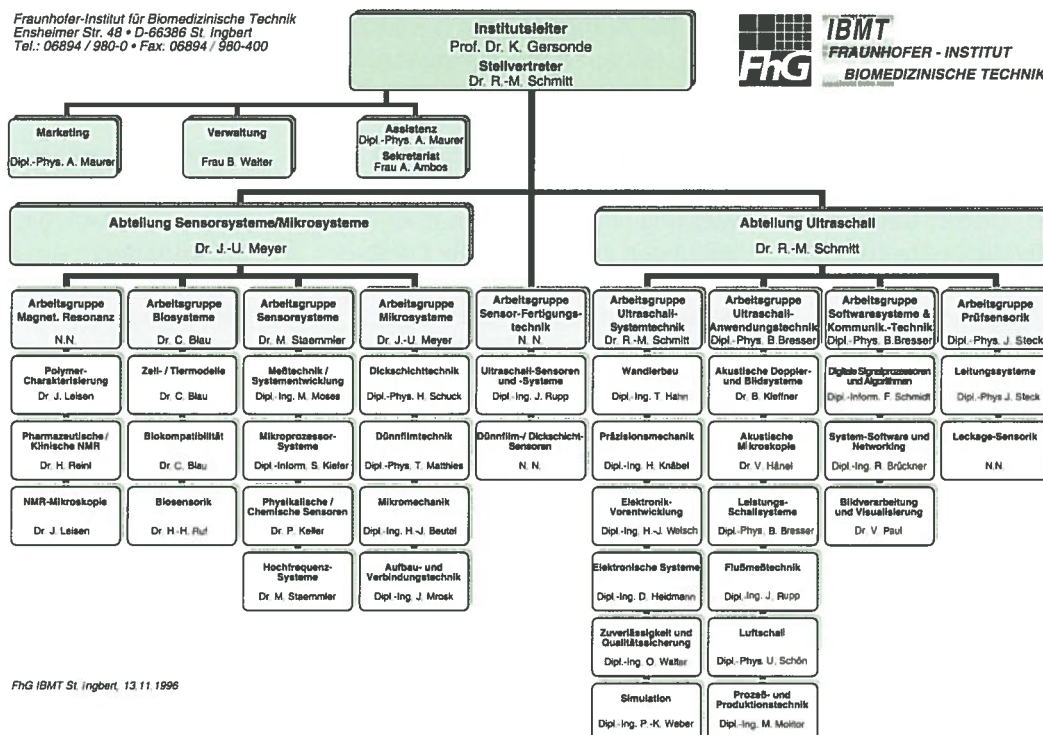 Fraunhofer-Institut für Biomedizinische Technik
Ensheimer Str. 48 • D-66386 St. Ingbert
Tel.: 06894 / 980-0 • Fax: 06894 / 980-400
Institutsleiter
Prof. Dr. K. Gersonde
Stellvertreter
Dr. R.-M. Schmitt
FhG
IBMT
FRAUNHOFER - INSTITUT
BIOMEDIZINISCHE TECHNIK
Marketing
Dipl.-Phys. A. Maurer
Verwaltung
Frau B. Walter
Assistenz
Dipl.-Phys. A. Maurer
Sekretariat
Frau A. Ambos
Abteilung Sensorsysteme/Mikrosysteme
Dr. J.-U. Meyer
Abteilung Ultraschall
Dr. R.-M. Schmitt
Arbeitsgruppe
Magnet. Resonanz
N.N.
Polymer-
Charakterisierung
Dr. J. Leisen
Pharmazeutische /
Klinische NMR
Dr. H. Reinl
NMR-Mikroskopie
Dr. J. Leisen
Arbeitsgruppe
Biosysteme
Dr. C. Blau
Zell- / Tiermodelle
Dr. C. Blau
Biokompatibilität
Dr. C. Blau
Biosensorik
Dr. H.-H. Ruf
Arbeitsgruppe
Sensorsysteme
Dr. M. Staemmler
Meßtechnik /
Systementwicklung
Dipl.-Ing. M. Moses
Mikroprozessor-
Systeme
Dipl.-Inform. S. Kiefer
Physikalische /
Chemische Sensoren
Dr. P. Keller
Hochfrequenz-
Systeme
Dr. M. Staemmler
Arbeitsgruppe
Mikrosysteme
Dr. J.-U. Meyer
Dickschichttechnik
Dipl.-Phys. H. Schuck
Dünnfilmtechnik
Dipl.-Phys. T. Matthies
Mikromechanik
Dipl.-Ing. H.-J. Beutel
Aufbau- und
Verbindungstechnik
Dipl.-Ing. J. Mrosk
Arbeitsgruppe
Sensor-Fertigungs-
technik
N. N.
Ultraschall-Sensoren
und -Systeme
Dipl.-Ing. J. Rupp
Dünnfilm-/ Dickschicht-
Sensoren
N. N.
Arbeitsgruppe
Ultraschall-
Systemtechnik
Dr. R.-M. Schmitt
Wandlerbau
Dipl.-Ing. T. Hahn
Präzisionsmechanik
Dipl.-Ing. H. Knäbel
Elektronik-
Vorentwicklung
Dipl.-Ing. H.-J. Welsch
Elektronische Systeme
Dipl.-Ing. D. Heidmann
Zuverlässigkeit und
Qualitätssicherung
Dipl.-Ing. O. Walter
Simulation
Dipl.-Ing. P.-K. Weber
Arbeitsgruppe
Ultraschall-
Anwendungstechnik
Dipl.-Phys. B.Bresser
Akustische Doppler-
und Bildsysteme
Dr. B. Kleffner
Akustische
Mikroskopie
Dr. V. Hänel
Leistungs-
Schallsysteme
Dipl.-Phys. B. Bresser
Flußmeßtechnik
Dipl.-Ing. J. Rupp
Luftschall
Dipl.-Phys. U. Schön
Prozeß- und
Produktionstechnik
Dipl.-Ing. M. Molitor
Arbeitsgruppe
Softwaresysteme &
Kommunik.-Technik
Dipl.-Phys. B.Bresser
Digitale Signalprozessoren
und Algorithmen
Dipl.-Inform. F. Schmidt
System-Software und
Networking
Dipl.-Ing. R. Brückner
Bildverarbeitung
und Visualisierung
Dr. V. Paul
Arbeitsgruppe
Prüfsensorik
Dipl.-Phys. J. Steck
Leitungssysteme
Dipl.-Phys J. Steck
Leckage-Sensorik
N.N.
FhG IBMT St. Ingbert, 13.11.1996